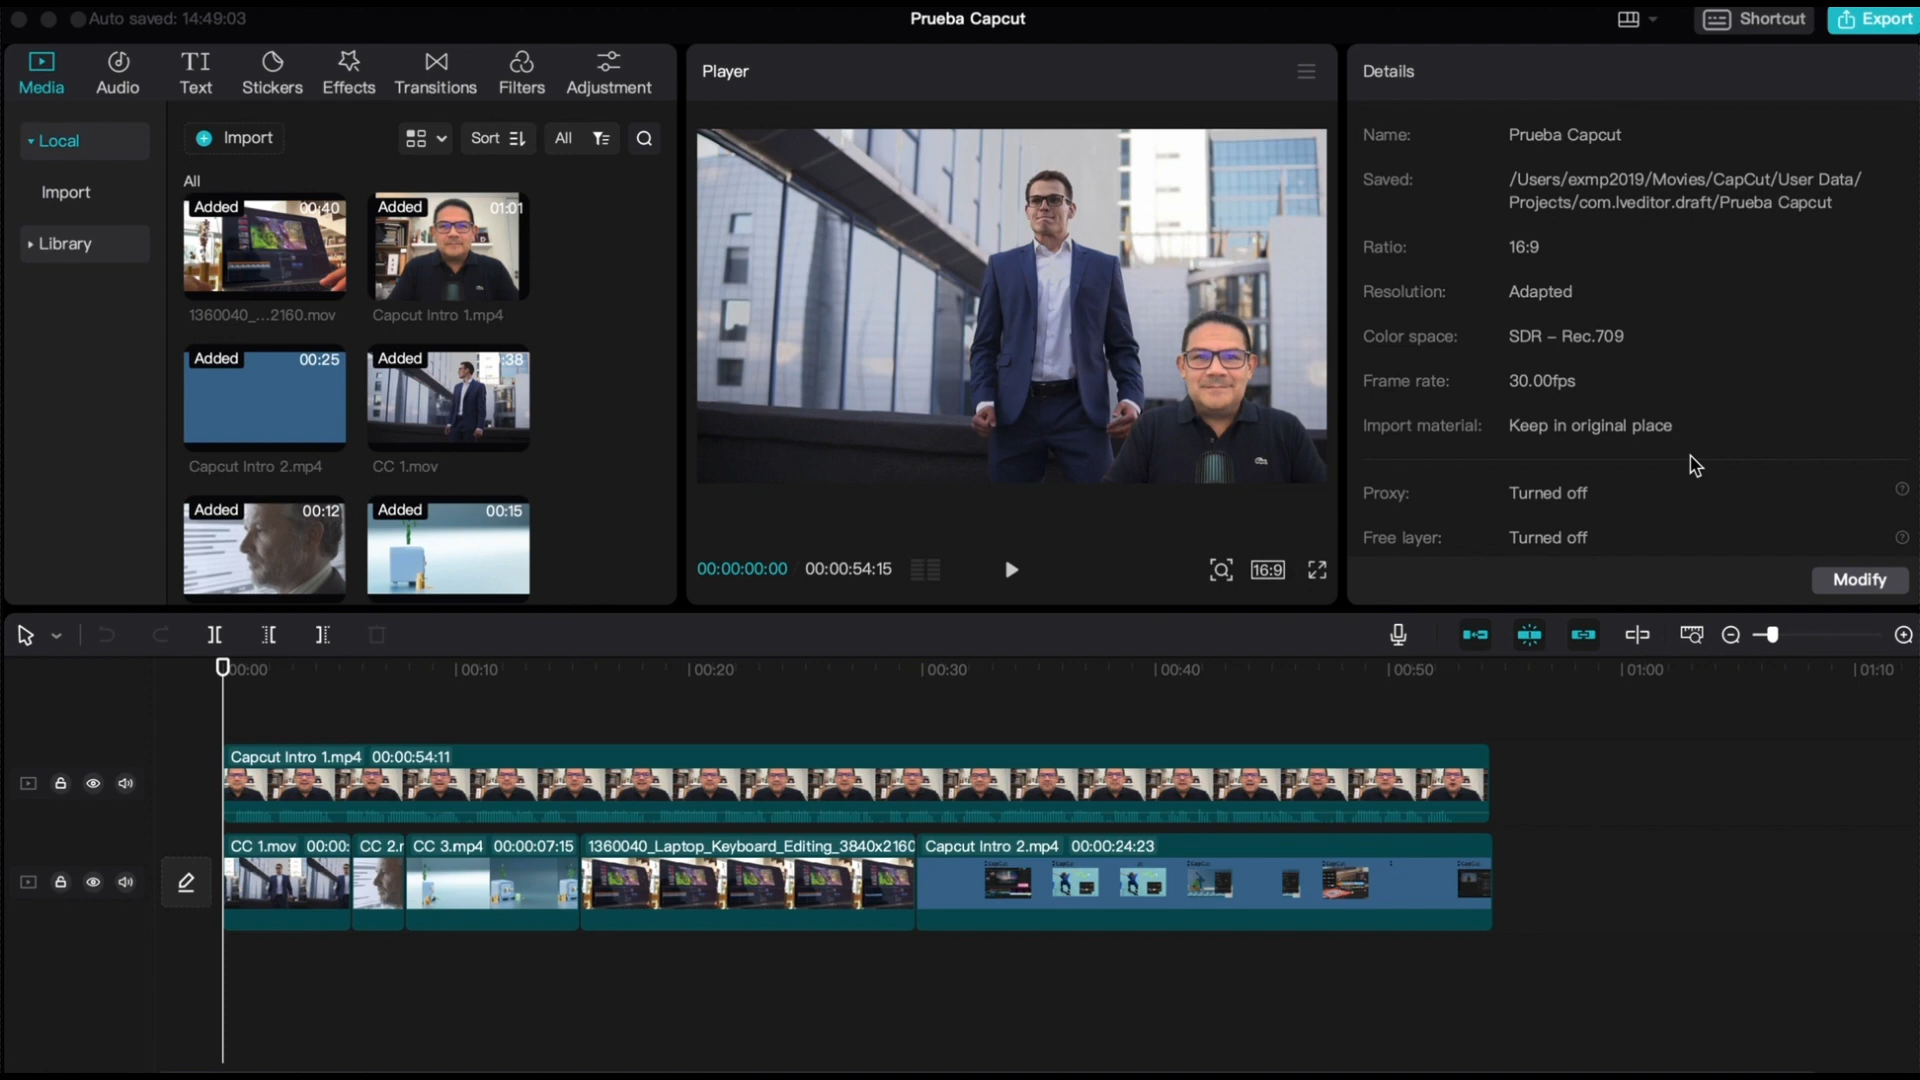 Auto saved: 14:49:03
Prueba Capcut
Shortcut
Export
Media
Audio
TI
Text
Stickers
Effects
Transitions
Filters
Adjustment
Local
Import
Library
Import
Sort
All
All
Added 00:40
1360040_...2160.mov
Added 01:01
Capcut Intro 1.mp4
Added 00:25
Capcut Intro 2.mp4
Added :38
CC 1.mov
Added 00:12
Added 00:15
Player
00:00:00:00 00:00:54:15
16:9
Details
Name: Prueba Capcut
Saved: /Users/exmp2019/Movies/CapCut/User Data/
Projects/com.lveditor.draft/Prueba Capcut
Ratio: 16:9
Resolution: Adapted
Color space: SDR – Rec.709
Frame rate: 30.00fps
Import material: Keep in original place
Proxy: Turned off
Free layer: Turned off
Modify
00:00 00:10 00:20 00:30 00:40 00:50 01:00 01:10
Capcut Intro 1.mp4 00:00:54:11
CC 1.mov 00:00: CC 2.r CC 3.mp4 00:00:07:15 1360040_Laptop_Keyboard_Editing_3840x2160 Capcut Intro 2.mp4 00:00:24:23